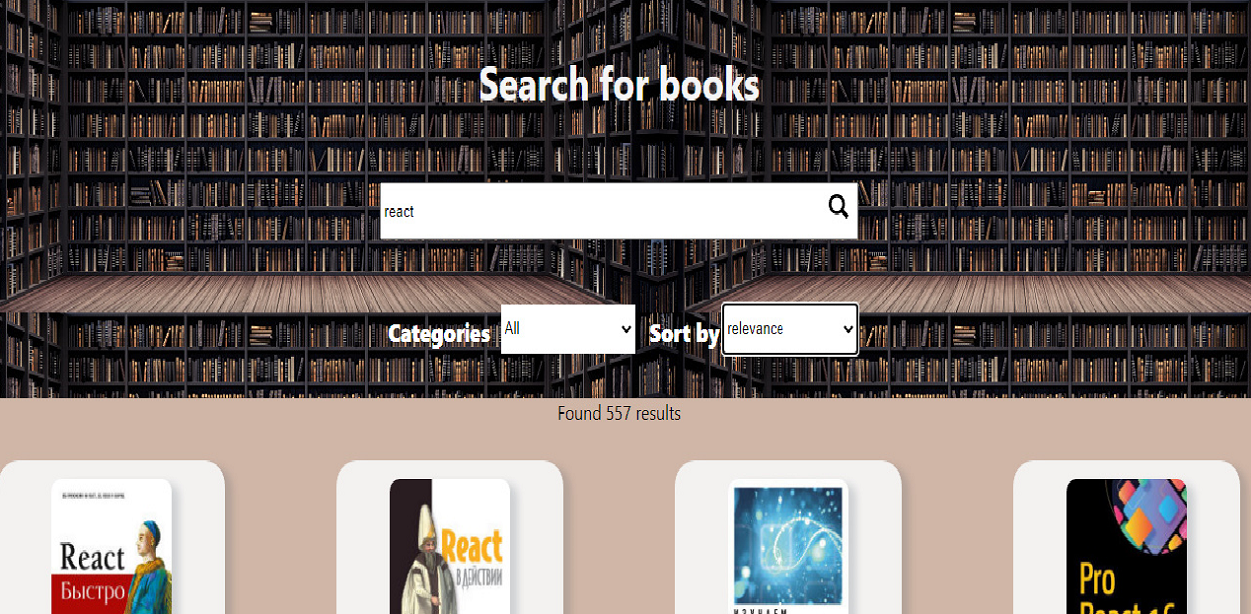 Search for books
react
Categories
All
Sort by
relevance
Found 557 results
React
Быстро
React
В ДЕЙСТВИИ
ИЗУЧАЕМ
Pro
React 16